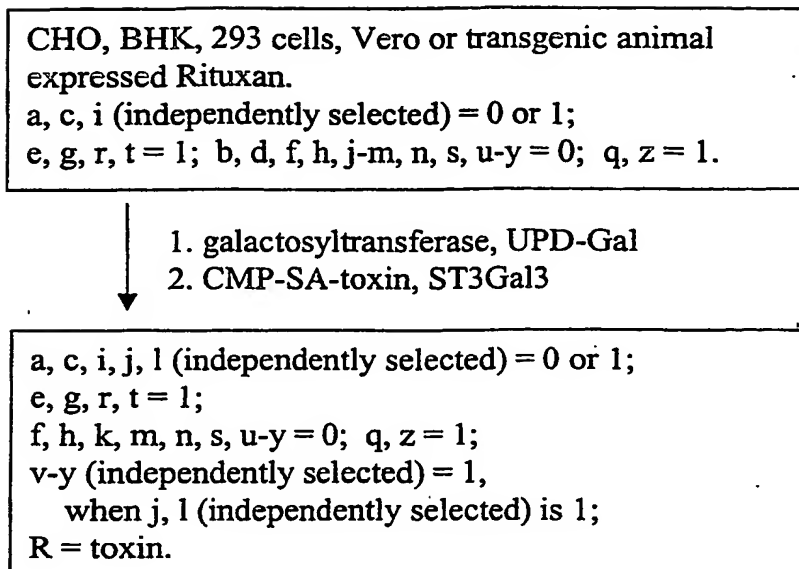 CHO, BHK, 293 cells, Vero or transgenic animal
expressed Rituxan.
a, c, i (independently selected) = 0 or 1;
e, g, r, t = 1; b, d, f, h, j-m, n, s, u-y = 0; q, z = 1.
1. galactosyltransferase, UPD-Gal
2. CMP-SA-toxin, ST3Gal3
a, c, i, j, l (independently selected) = 0 or 1;
e, g, r, t = 1;
f, h, k, m, n, s, u-y = 0; q, z = 1;
v-y (independently selected) = 1,
when j, l (independently selected) is 1;
R = toxin.